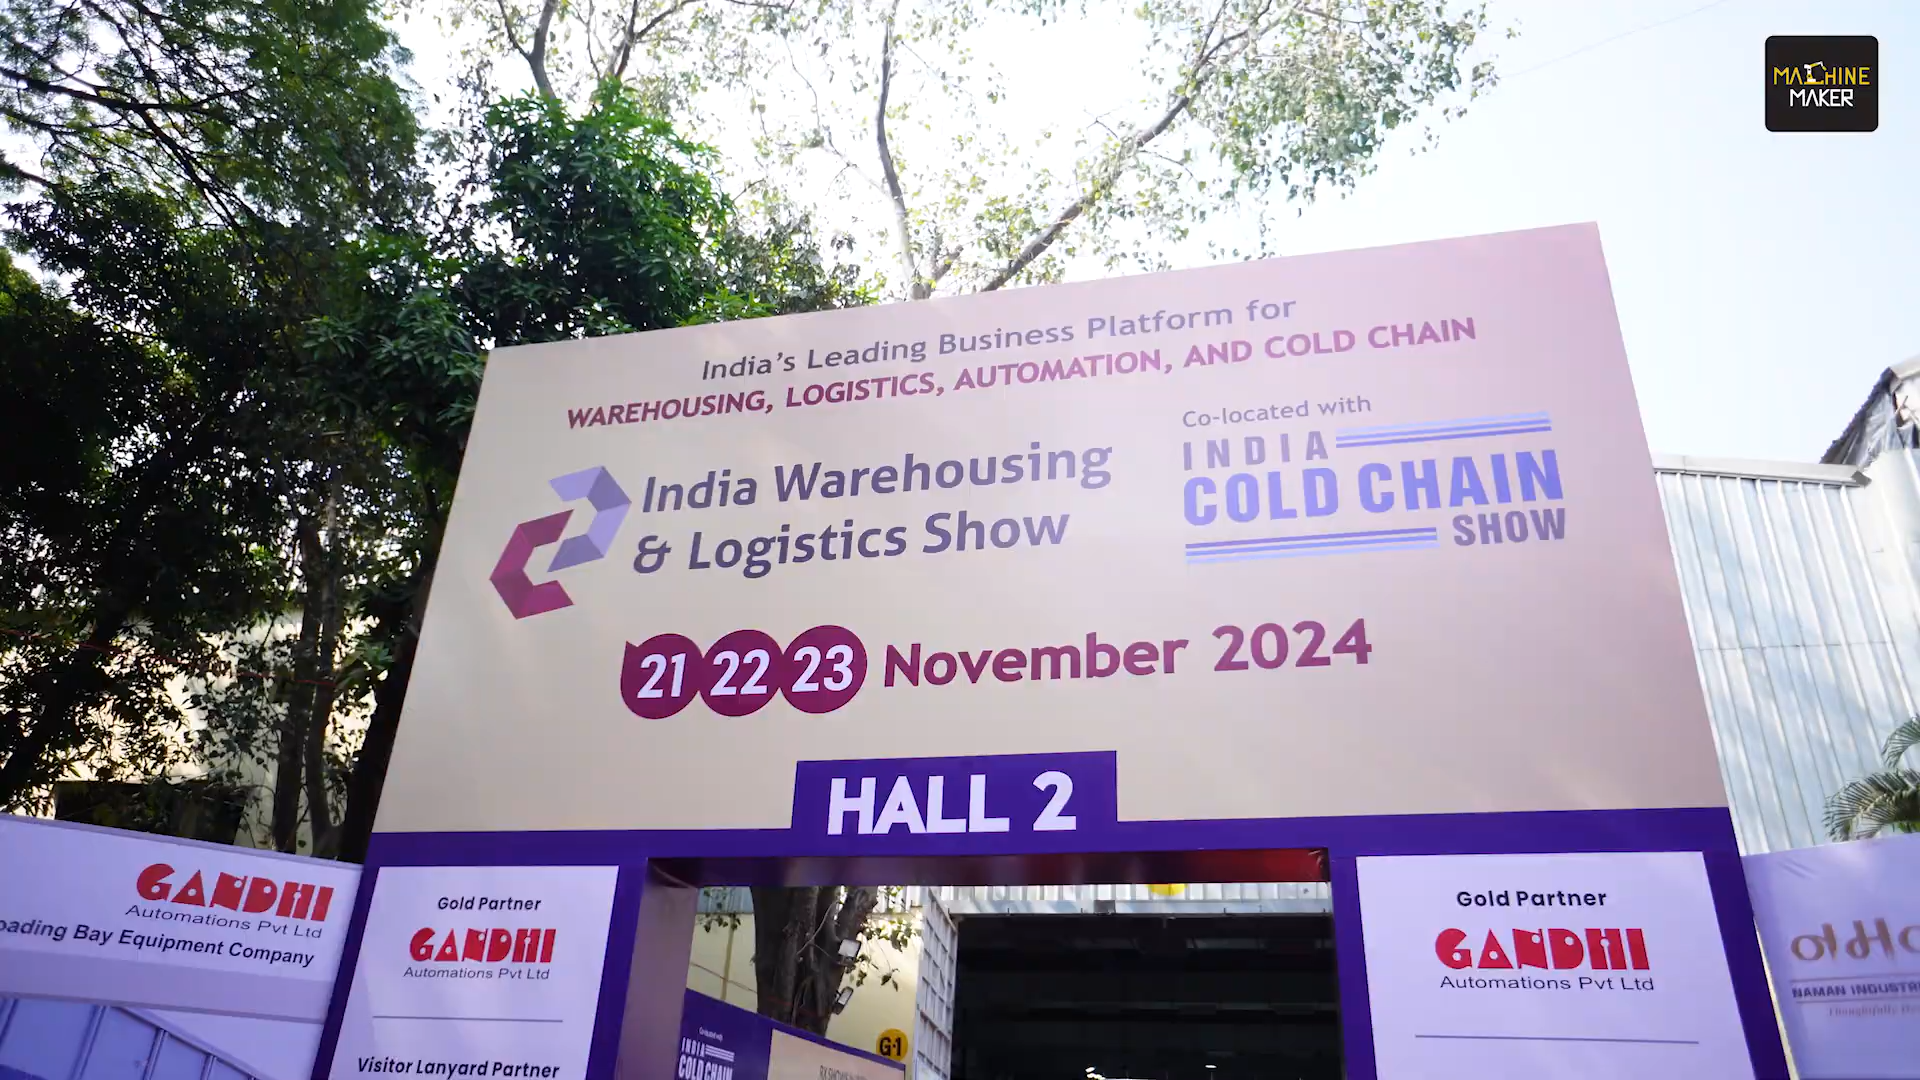 MACHINE
MAKER
India's Leading Business Platform for
WAREHOUSING, LOGISTICS, AUTOMATION, AND COLD CHAIN
India Warehousing
& Logistics Show
Co-located with
INDIA
COLD CHAIN
SHOW
21 22 23 November 2024
HALL 2
GANDHI
Automations Pvt Ltd
Bay Equipment Company
Gold Partner
GANDHI
Automations Pvt Ltd
Visitor Lanyard Partner
Co-located with
INDIA
COLD CHAIN
G-1
Gold Partner
GANDHI
Automations Pvt Ltd
NAMAN